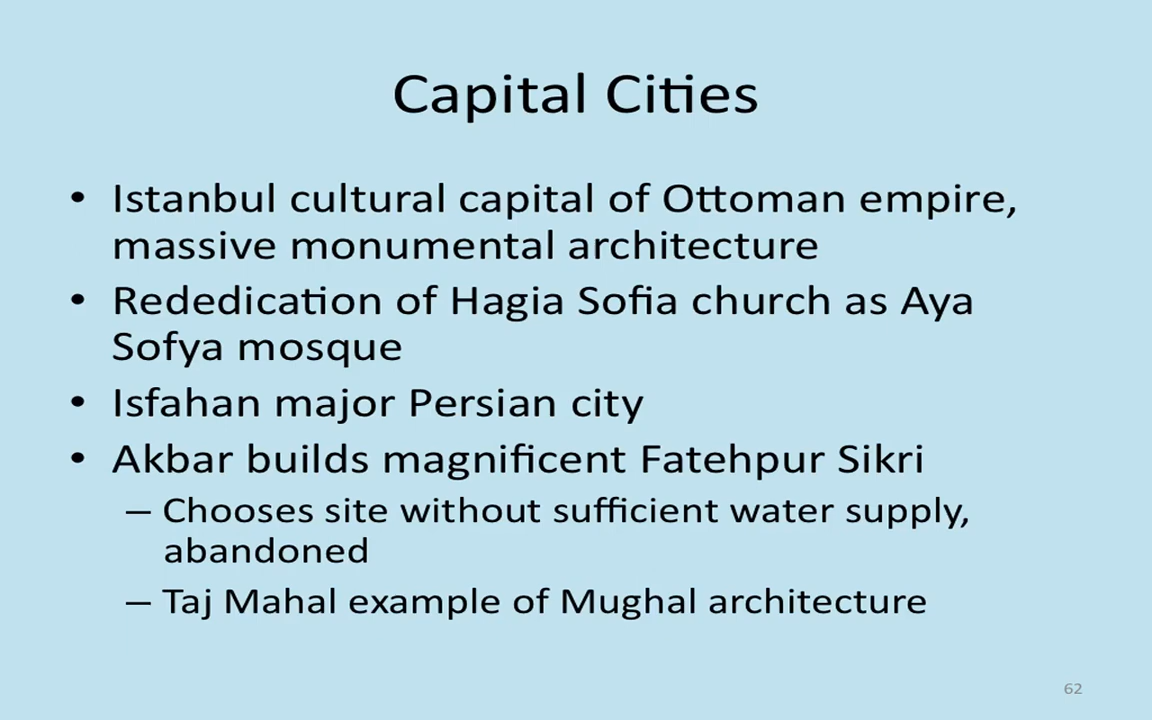 Capital Cities
• Istanbul cultural capital of Ottoman empire,
massive monumental architecture
• Rededication of Hagia Sofia church as Aya
Sofya mosque
• Isfahan major Persian city
• Akbar builds magnificent Fatehpur Sikri
– Chooses site without sufficient water supply,
abandoned
– Taj Mahal example of Mughal architecture
62